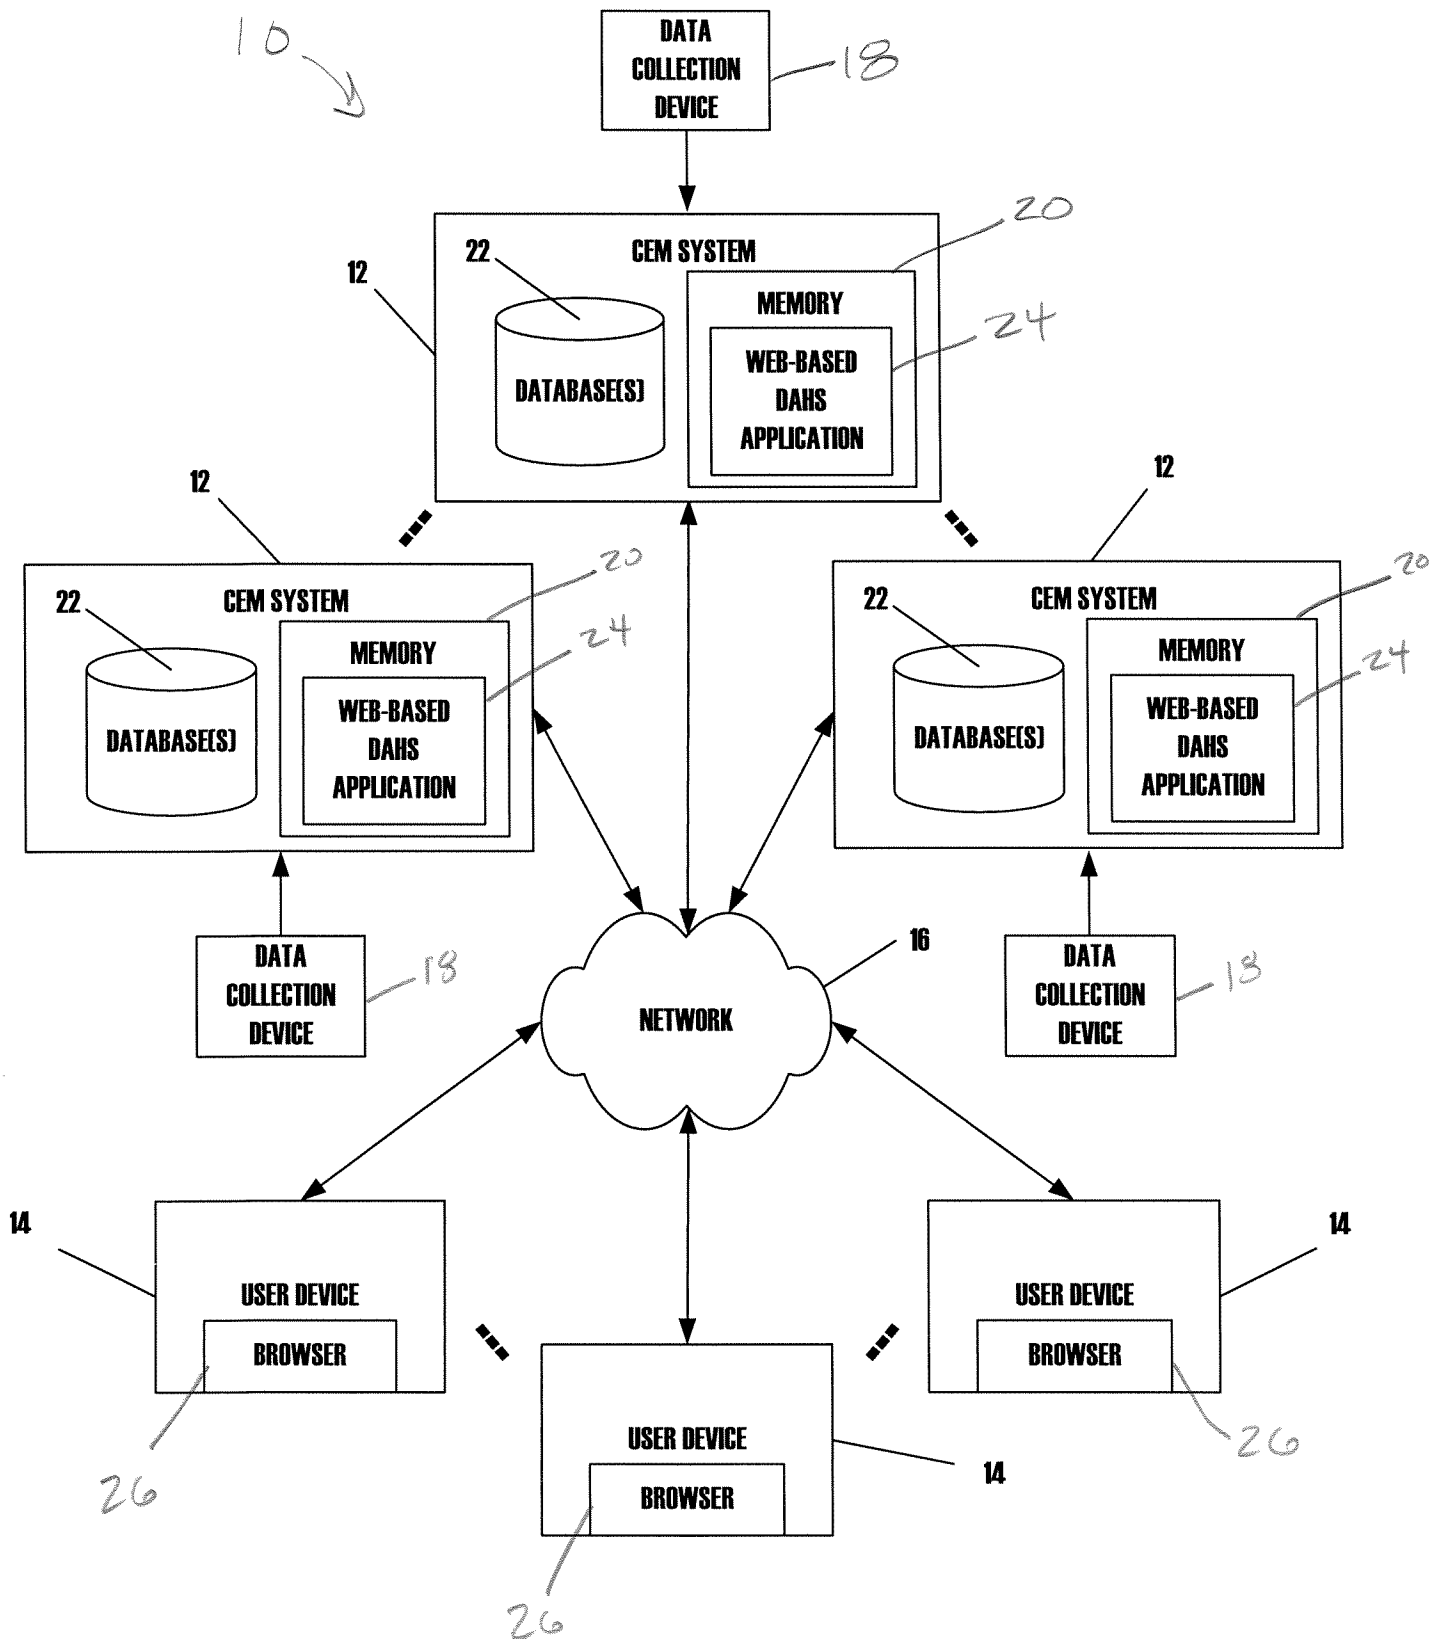 10
DATA
COLLECTION
DEVICE
18
CEM SYSTEM
20
22
12
MEMORY
24
WEB-BASED
DAHS
APPLICATION
DATABASE(S)
12
CEM SYSTEM
20
22
MEMORY
24
WEB-BASED
DAHS
APPLICATION
DATABASE(S)
DATA
COLLECTION
DEVICE
18
12
CEM SYSTEM
20
22
MEMORY
24
WEB-BASED
DAHS
APPLICATION
DATABASE(S)
DATA
COLLECTION
DEVICE
18
16
NETWORK
14
USER DEVICE
BROWSER
26
USER DEVICE
BROWSER
14
26
14
USER DEVICE
BROWSER
26